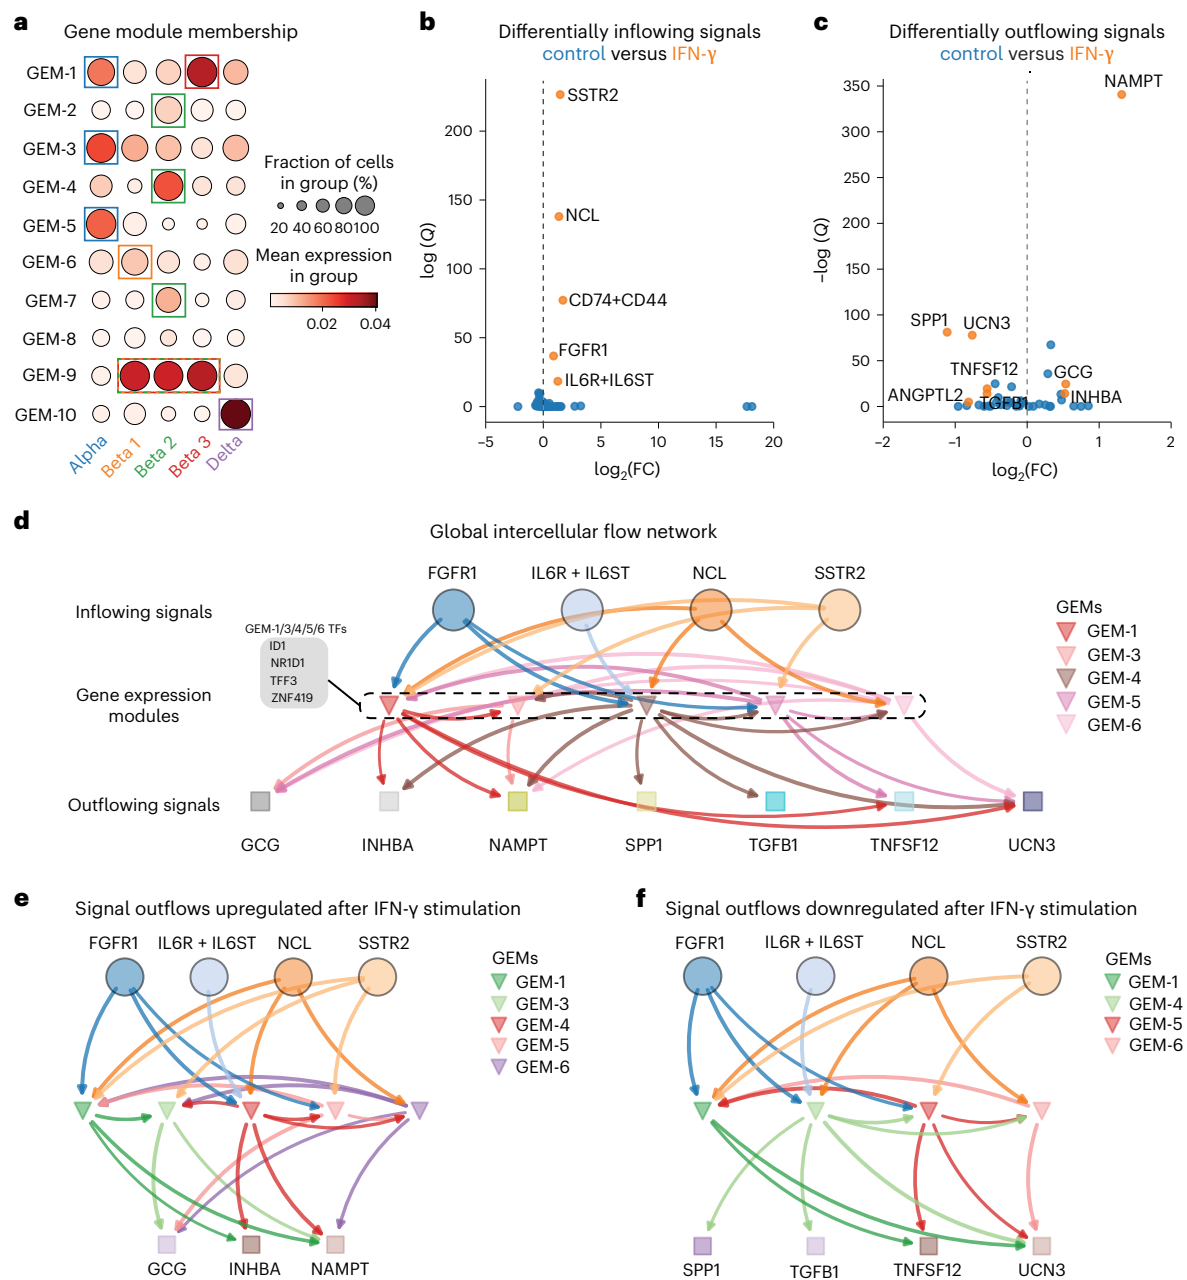 a
Gene module membership
GEM-1
GEM-2
GEM-3
GEM-4
GEM-5
GEM-6
GEM-7
GEM-8
GEM-9
GEM-10
Alpha
Beta 1
Beta 2
Beta 3
Delta
Fraction of cells
in group (%)
20 40 60 80 100
Mean expression
in group
0.02 0.04
b
Differentially inflowing signals
control versus IFN-γ
log (Q)
200
150
100
50
0
SSTR2
NCL
CD74+CD44
FGFR1
IL6R+IL6ST
−5 0 5 10 15 20
log2(FC)
c
Differentially outflowing signals
control versus IFN-γ
−log (Q)
350
300
250
200
150
100
50
0
NAMPT
SPP1
UCN3
TNFSF12
GCG
ANGPTL2
TGFB1
INHBA
−2 −1 0 1 2
log2(FC)
d
Global intercellular flow network
FGFR1 IL6R + IL6ST NCL SSTR2
Inflowing signals
GEM-1/3/4/5/6 TFs
ID1
NR1D1
TFF3
ZNF419
Gene expression
modules
Outflowing signals
GCG INHBA NAMPT SPP1 TGFB1 TNFSF12 UCN3
GEMs
GEM-1
GEM-3
GEM-4
GEM-5
GEM-6
e
Signal outflows upregulated after IFN-γ stimulation
FGFR1 IL6R + IL6ST NCL SSTR2
GEMs
GEM-1
GEM-3
GEM-4
GEM-5
GEM-6
GCG INHBA NAMPT
f
Signal outflows downregulated after IFN-γ stimulation
FGFR1 IL6R + IL6ST NCL SSTR2
GEMs
GEM-1
GEM-4
GEM-5
GEM-6
SPP1 TGFB1 TNFSF12 UCN3